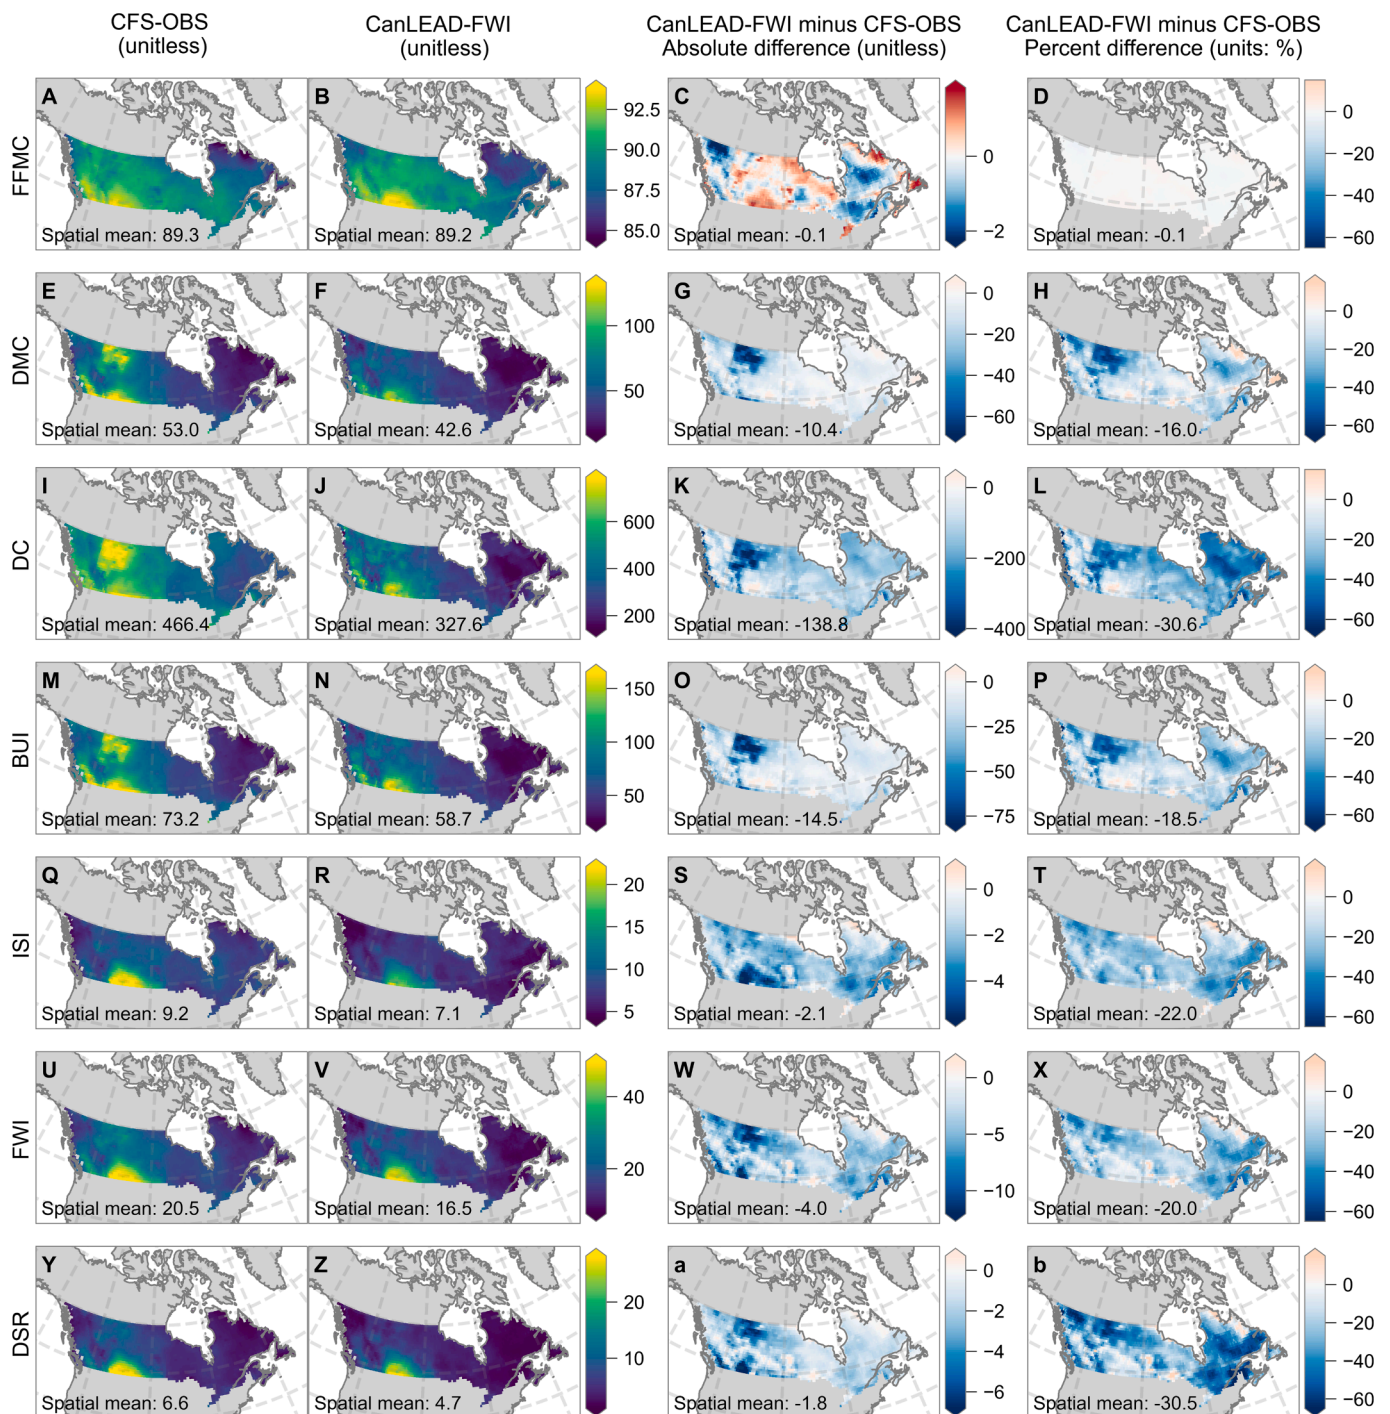 CFS-OBS
(unitless)
CanLEAD-FWI
(unitless)
CanLEAD-FWI minus CFS-OBS
Absolute difference (unitless)
CanLEAD-FWI minus CFS-OBS
Percent difference (units: %)
FFMC
A
Spatial mean: 89.3
B
Spatial mean: 89.2
92.5
90.0
87.5
85.0
C
Spatial mean: -0.1
0
−2
D
Spatial mean: -0.1
0
−20
−40
−60
DMC
E
Spatial mean: 53.0
F
Spatial mean: 42.6
100
50
G
Spatial mean: -10.4
0
−20
−40
−60
H
Spatial mean: -16.0
0
−20
−40
−60
DC
I
Spatial mean: 466.4
J
Spatial mean: 327.6
600
400
200
K
Spatial mean: -138.8
0
−200
−400
L
Spatial mean: -30.6
0
−20
−40
−60
BUI
M
Spatial mean: 73.2
N
Spatial mean: 58.7
150
100
50
O
Spatial mean: -14.5
0
−25
−50
−75
P
Spatial mean: -18.5
0
−20
−40
−60
ISI
Q
Spatial mean: 9.2
R
Spatial mean: 7.1
20
15
10
5
S
Spatial mean: -2.1
0
−2
−4
T
Spatial mean: -22.0
0
−20
−40
−60
FWI
U
Spatial mean: 20.5
V
Spatial mean: 16.5
40
20
W
Spatial mean: -4.0
0
−5
−10
X
Spatial mean: -20.0
0
−20
−40
−60
DSR
Y
Spatial mean: 6.6
Z
Spatial mean: 4.7
20
10
a
Spatial mean: -1.8
0
−2
−4
−6
b
Spatial mean: -30.5
0
−20
−40
−60